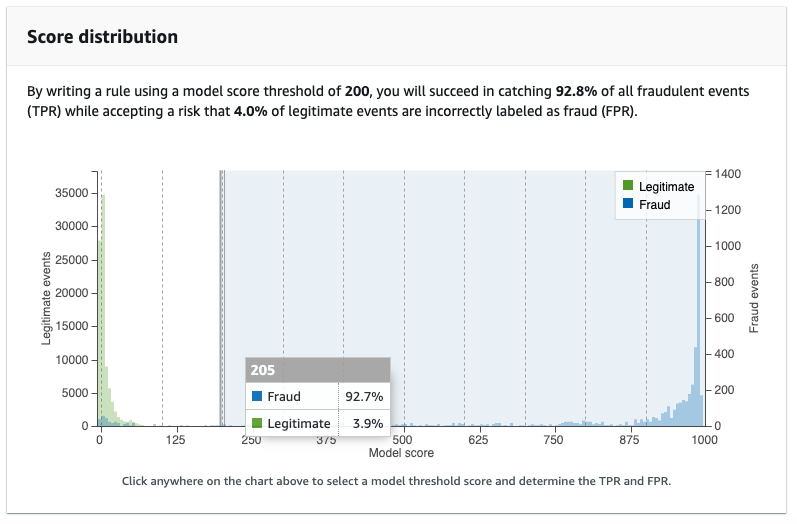 Score distribution
By writing a rule using a model score threshold of 200, you will succeed in catching 92.8% of all fraudulent events
(TPR) while accepting a risk that 4.0% of legitimate events are incorrectly labeled as fraud (FPR).
Legitimate
Fraud
Legitimate events
35000
30000
25000
20000
15000
10000
5000
0
1400
1200
1000
800
600
400
200
0
Fraud events
205
Fraud 92.7%
Legitimate 3.9%
0 125 250 375 500 625 750 875 1000
Model score
Click anywhere on the chart above to select a model threshold score and determine the TPR and FPR.